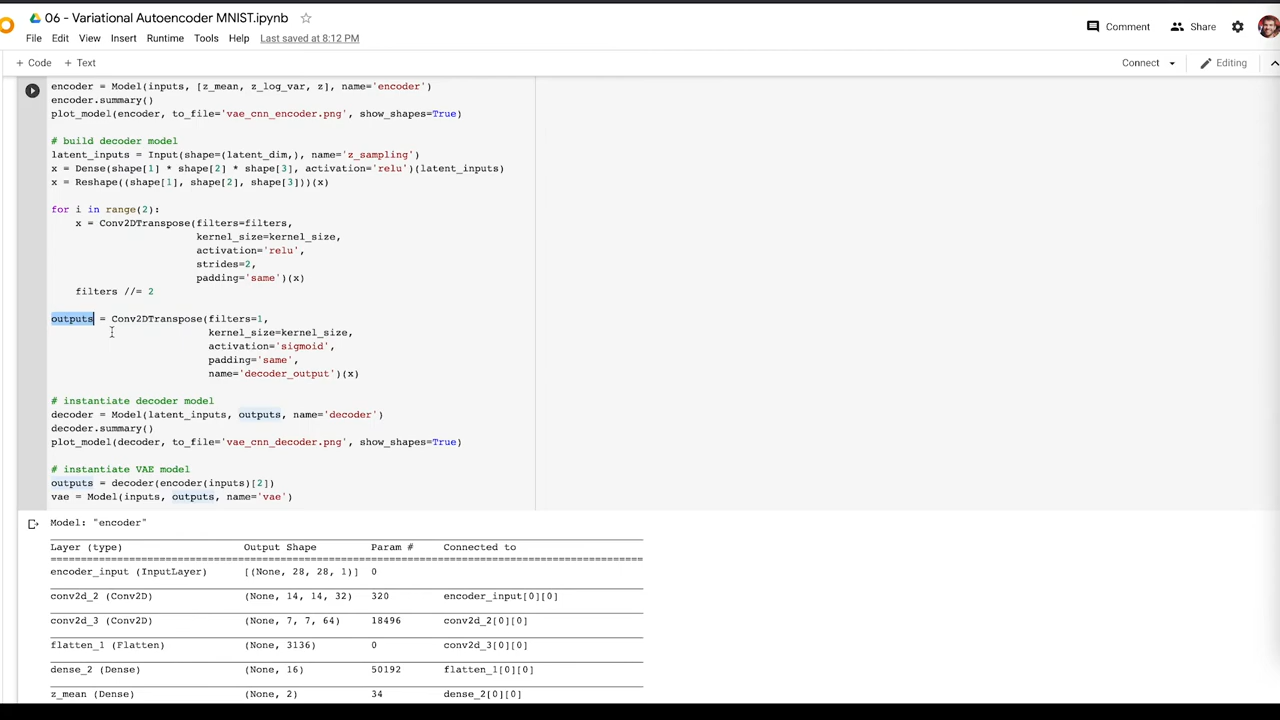 06 - Variational Autoencoder MNIST.ipynb
File Edit View Insert Runtime Tools Help Last saved at 8:12 PM
Comment Share
+ Code + Text
Connect Editing
encoder = Model(inputs, [z_mean, z_log_var, z], name='encoder')
encoder.summary()
plot_model(encoder, to_file='vae_cnn_encoder.png', show_shapes=True)
# build decoder model
latent_inputs = Input(shape=(latent_dim,), name='z_sampling')
x = Dense(shape[1] * shape[2] * shape[3], activation='relu')(latent_inputs)
x = Reshape((shape[1], shape[2], shape[3]))(x)
for i in range(2):
    x = Conv2DTranspose(filters=filters,
                        kernel_size=kernel_size,
                        activation='relu',
                        strides=2,
                        padding='same')(x)
    filters //= 2
outputs = Conv2DTranspose(filters=1,
                          kernel_size=kernel_size,
                          activation='sigmoid',
                          padding='same',
                          name='decoder_output')(x)
# instantiate decoder model
decoder = Model(latent_inputs, outputs, name='decoder')
decoder.summary()
plot_model(decoder, to_file='vae_cnn_decoder.png', show_shapes=True)
# instantiate VAE model
outputs = decoder(encoder(inputs)[2])
vae = Model(inputs, outputs, name='vae')
Model: "encoder"
Layer (type) Output Shape Param # Connected to
encoder_input (InputLayer) [(None, 28, 28, 1)] 0
conv2d_2 (Conv2D) (None, 14, 14, 32) 320 encoder_input[0][0]
conv2d_3 (Conv2D) (None, 7, 7, 64) 18496 conv2d_2[0][0]
flatten_1 (Flatten) (None, 3136) 0 conv2d_3[0][0]
dense_2 (Dense) (None, 16) 50192 flatten_1[0][0]
z_mean (Dense) (None, 2) 34 dense_2[0][0]